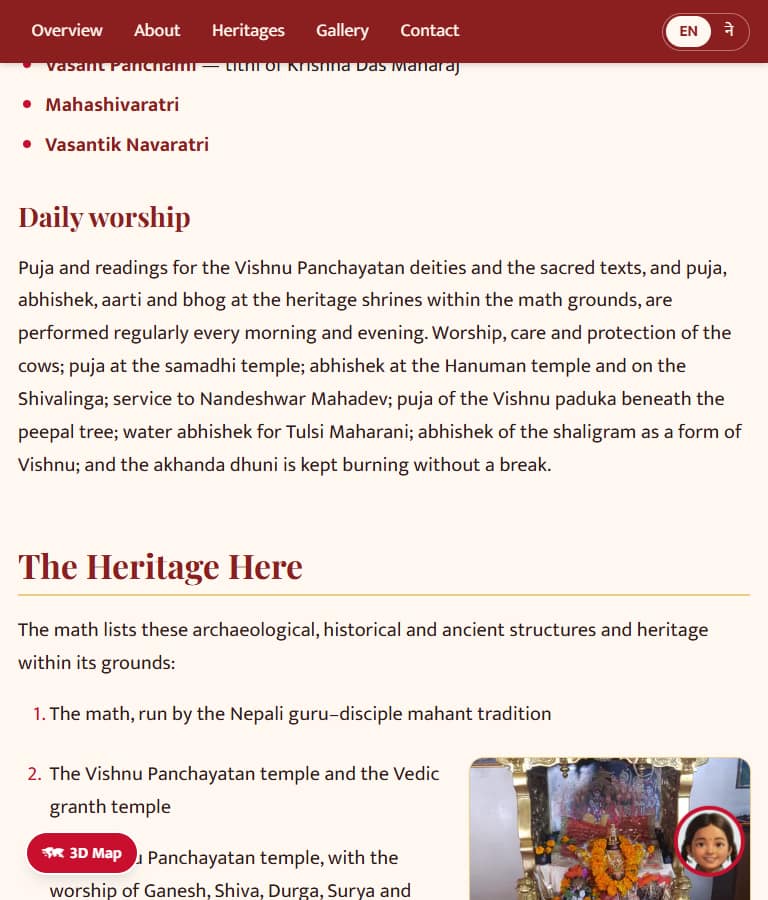 Overview About Heritages Gallery Contact EN ने
Vasant Panchami — tithi of Krishna Das Maharaj
Mahashivaratri
Vasantik Navaratri
Daily worship
Puja and readings for the Vishnu Panchayatan deities and the sacred texts, and puja,
abhishek, aarti and bhog at the heritage shrines within the math grounds, are
performed regularly every morning and evening. Worship, care and protection of the
cows; puja at the samadhi temple; abhishek at the Hanuman temple and on the
Shivalinga; service to Nandeshwar Mahadev; puja of the Vishnu paduka beneath the
peepal tree; water abhishek for Tulsi Maharani; abhishek of the shaligram as a form of
Vishnu; and the akhanda dhuni is kept burning without a break.
The Heritage Here
The math lists these archaeological, historical and ancient structures and heritage
within its grounds:
1. The math, run by the Nepali guru–disciple mahant tradition
2. The Vishnu Panchayatan temple and the Vedic
granth temple
3D Map
Panchayatan temple, with the
worship of Ganesh, Shiva, Durga, Surya and